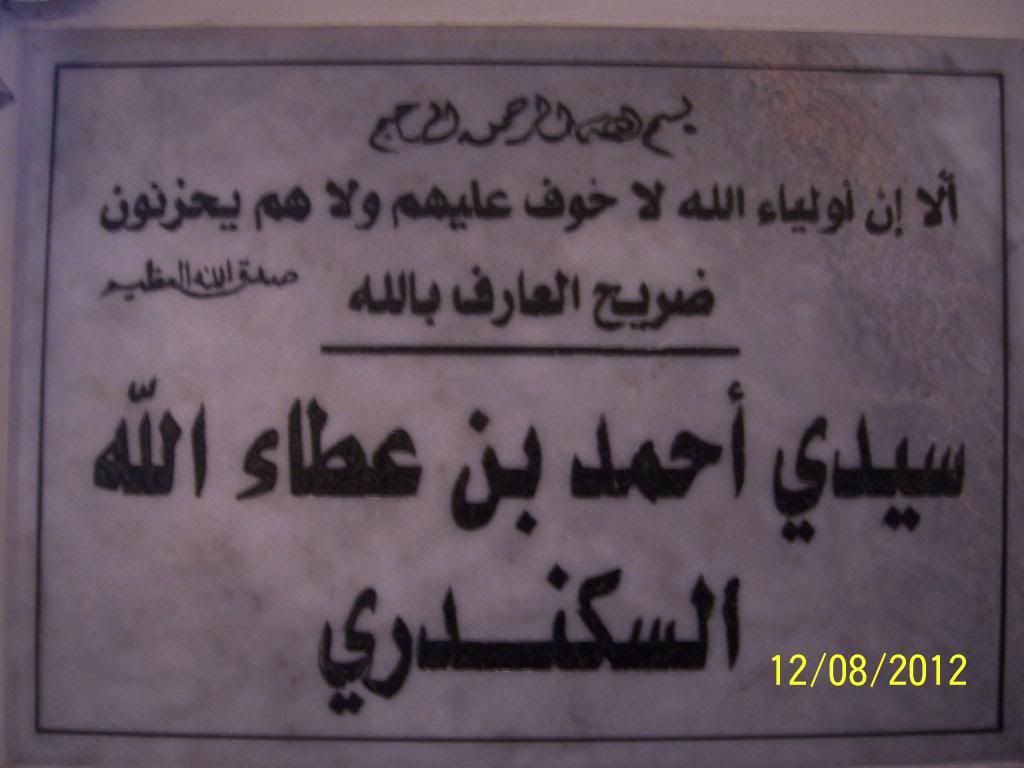 بسم الله الرحمن الرحيم
ألا إن أولياء الله لا خوف عليهم ولا هم يحزنون
صدق الله العظيم
ضريح العارف بالله
سيدي أحمد بن عطاء الله
السكنـدري
12/08/2012